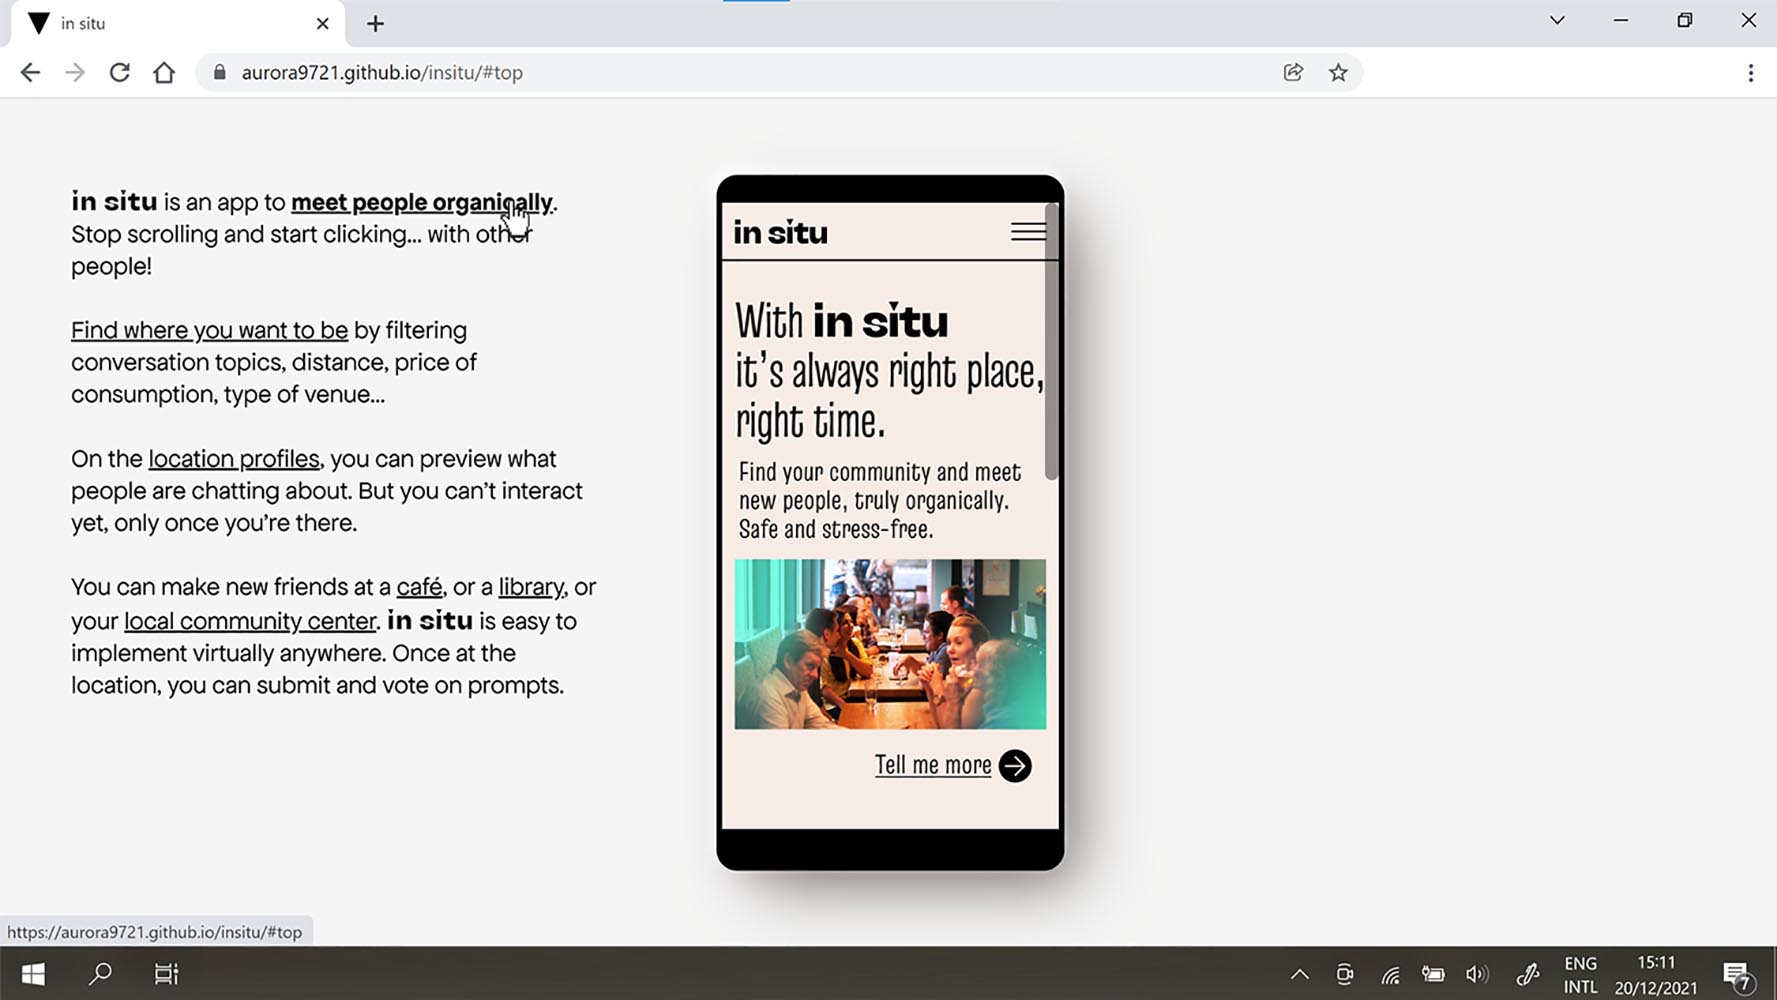 in situ
aurora9721.github.io/insitu/#top
in situ is an app to meet people organically.
Stop scrolling and start clicking... with other
people!
Find where you want to be by filtering
conversation topics, distance, price of
consumption, type of venue...
On the location profiles, you can preview what
people are chatting about. But you can't interact
yet, only once you're there.
You can make new friends at a café, or a library, or
your local community center. in situ is easy to
implement virtually anywhere. Once at the
location, you can submit and vote on prompts.
in situ
With in situ
it's always right place,
right time.
Find your community and meet
new people, truly organically.
Safe and stress-free.
Tell me more
https://aurora9721.github.io/insitu/#top
ENG
INTL
15:11
20/12/2021
7